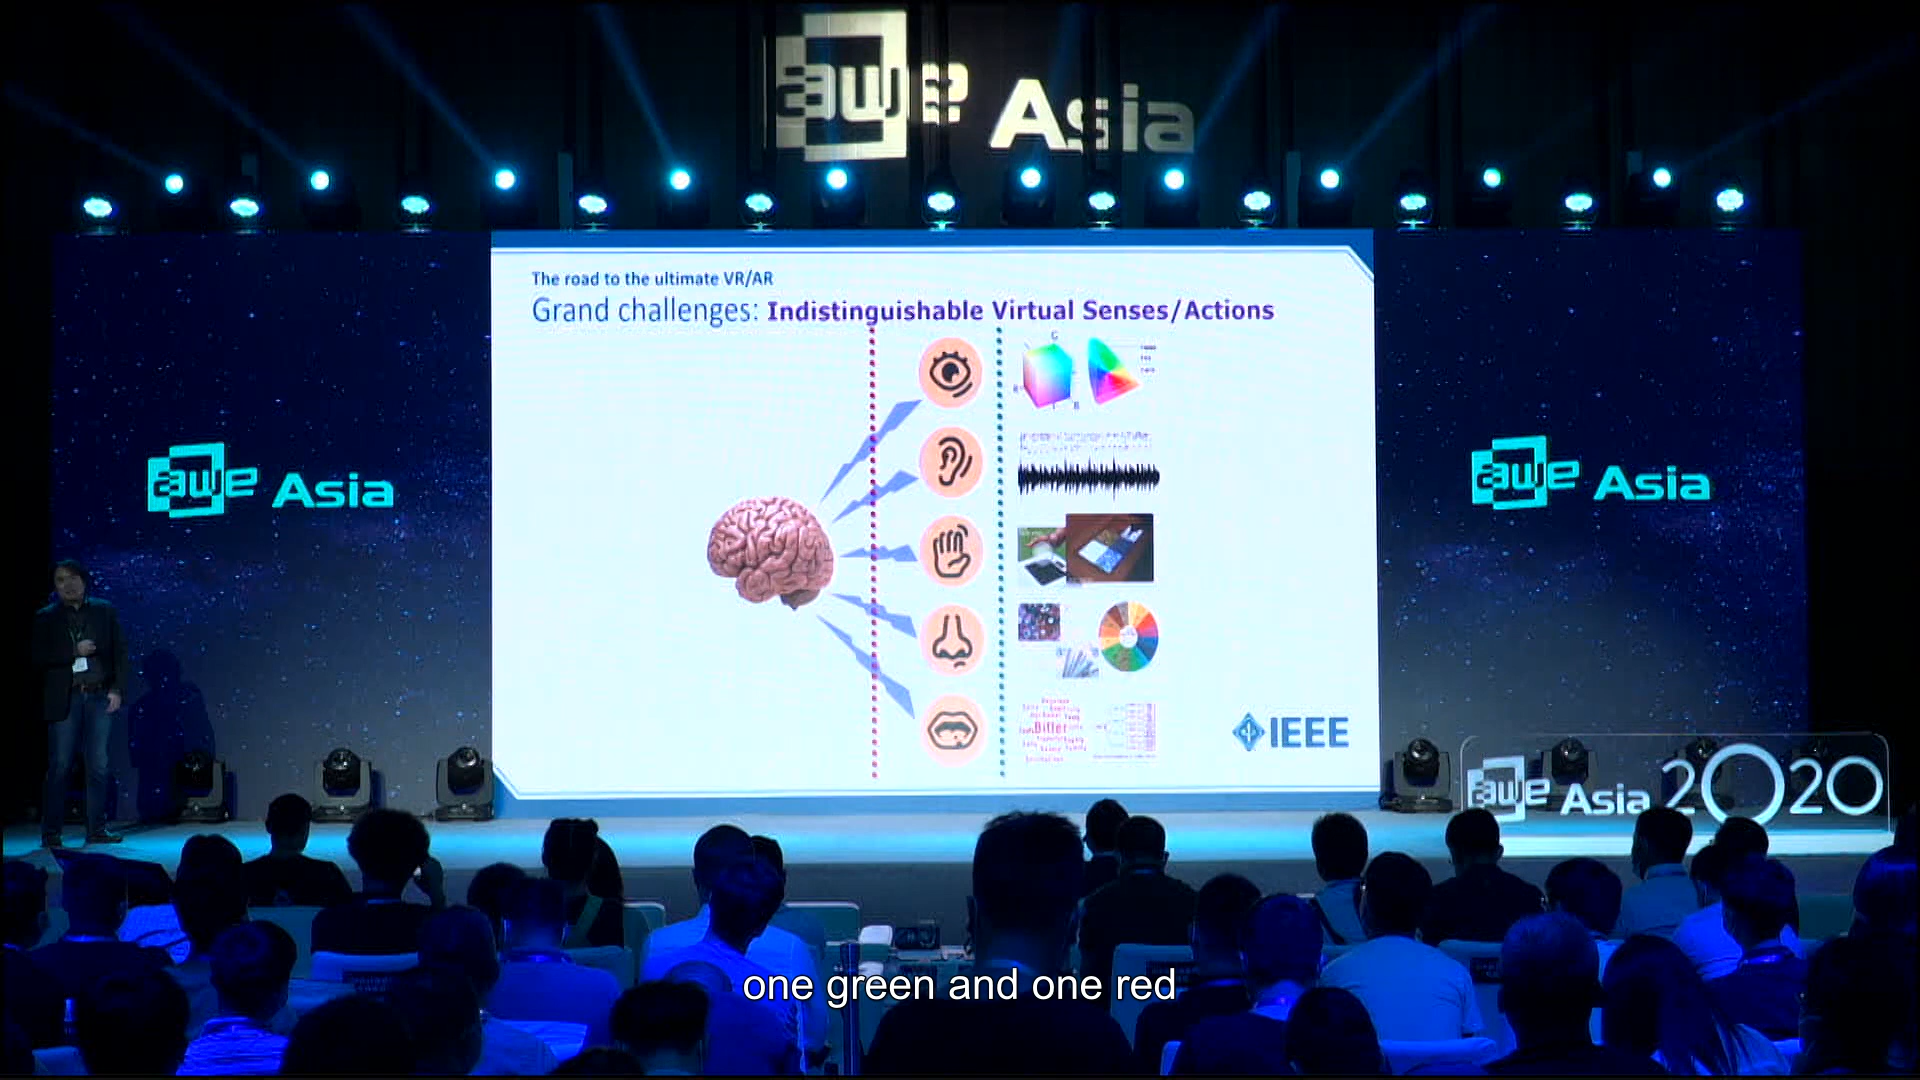 awe Asia
The road to the ultimate VR/AR
Grand challenges: Indistinguishable Virtual Senses/Actions
G
R
B
awe Asia
awe Asia
Bitter
IEEE
awe Asia 2020
one green and one red